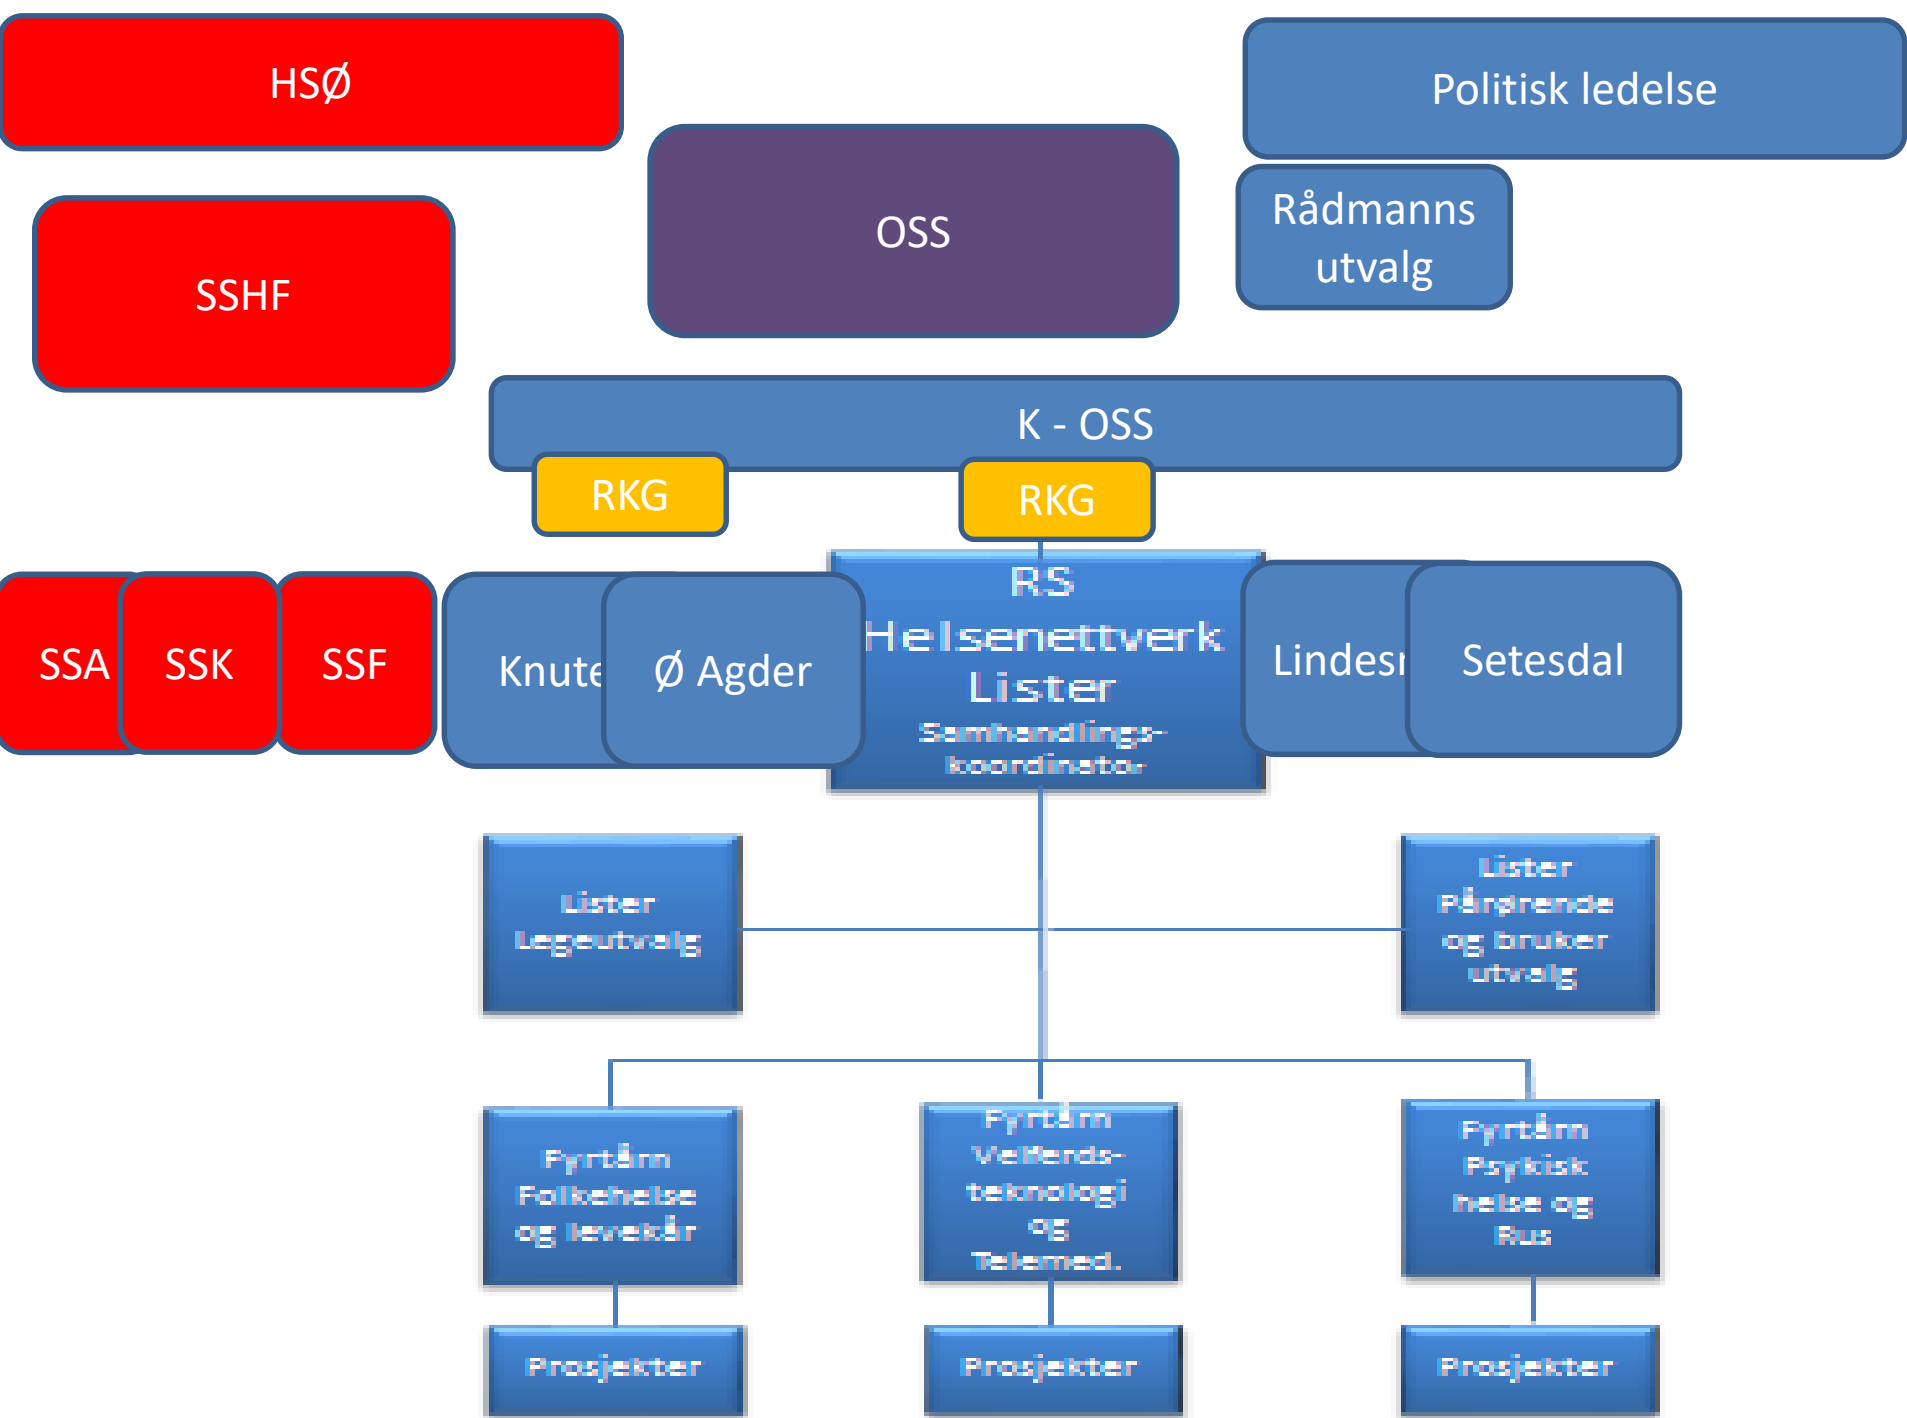 HSØ
Politisk ledelse
OSS
Rådmanns
utvalg
SSHF
K - OSS
RKG
RKG
SSA
SSK
SSF
Knute
Ø Agder
RS
Helsenettverk
Lister
Samhandlings-
koordinator
Setesdal
Lister
Legeutvalg
Lister
Pårørende
og bruker
utvalg
Fyrtårn
Folkehelse
og levekår
Fyrtårn
Velferds-
teknologi
og
Telemed.
Fyrtårn
Psykisk
helse og
Rus
Prosjekter
Prosjekter
Prosjekter